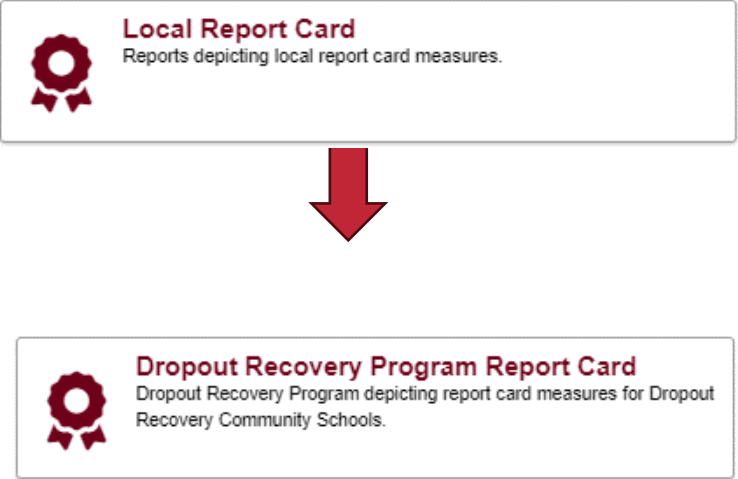 Local Report Card
Reports depicting local report card measures.
Dropout Recovery Program Report Card
Dropout Recovery Program depicting report card measures for Dropout
Recovery Community Schools.